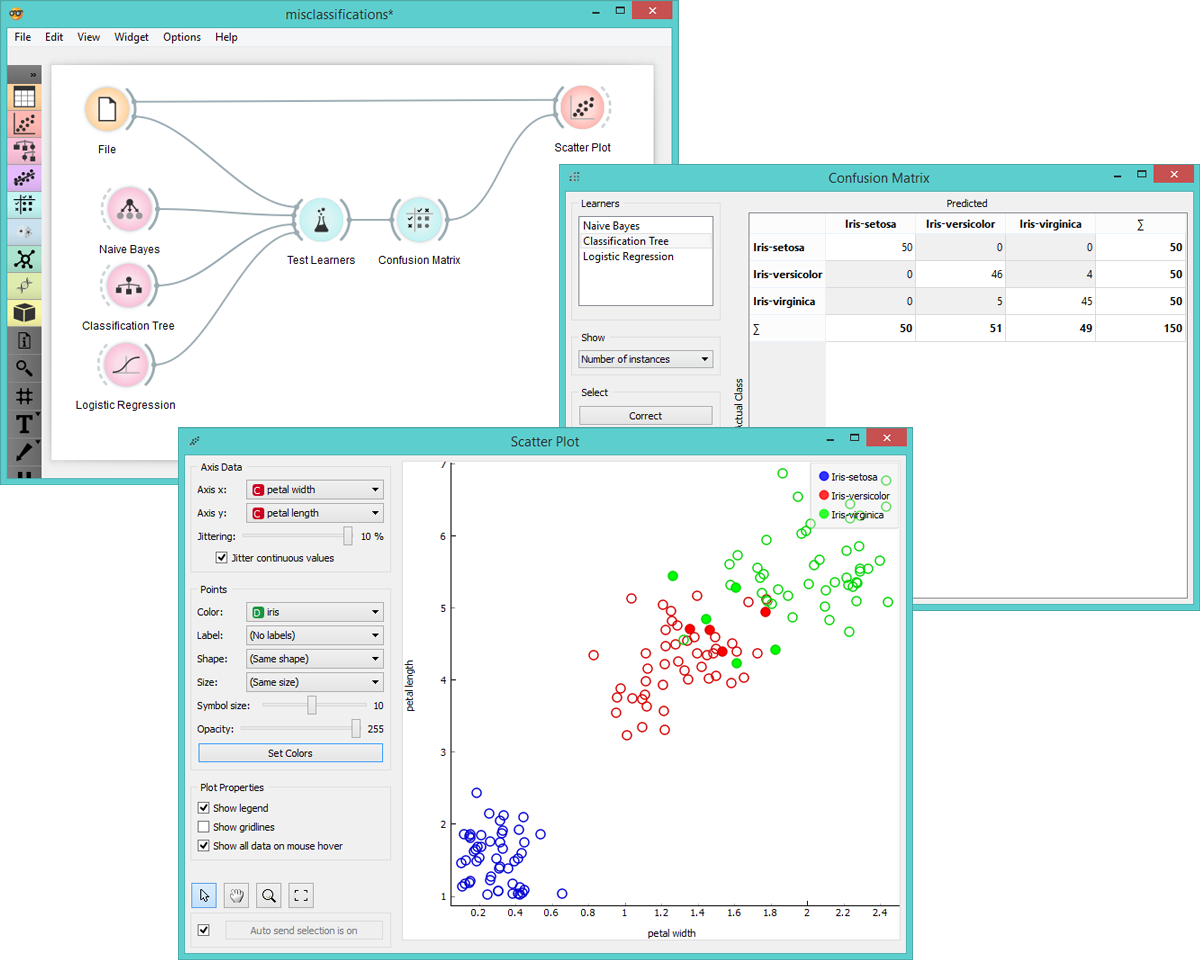 misclassifications*
File Edit View Widget Options Help
»
File
Scatter Plot
Naive Bayes
Test Learners
Confusion Matrix
Classification Tree
Logistic Regression
T
Confusion Matrix
Learners
Naive Bayes
Classification Tree
Logistic Regression
Show
Number of instances
Select
Correct
Predicted
Iris-setosa Iris-versicolor Iris-virginica ∑
Iris-setosa 50 0 0 50
Iris-versicolor 0 46 4 50
Iris-virginica 0 5 45 50
∑ 50 51 49 150
ctual Class
Scatter Plot
Axis Data
Axis x: C petal width
Axis y: C petal length
Jittering: 10 %
Jitter continuous values
Points
Color: D iris
Label: (No labels)
Shape: (Same shape)
Size: (Same size)
Symbol size: 10
Opacity: 255
Set Colors
Plot Properties
Show legend
Show gridlines
Show all data on mouse hover
Auto send selection is on
Iris-setosa
Iris-versicolor
Iris-virginica
7
6
5
4
3
2
1
petal length
0.2 0.4 0.6 0.8 1 1.2 1.4 1.6 1.8 2 2.2 2.4
petal width